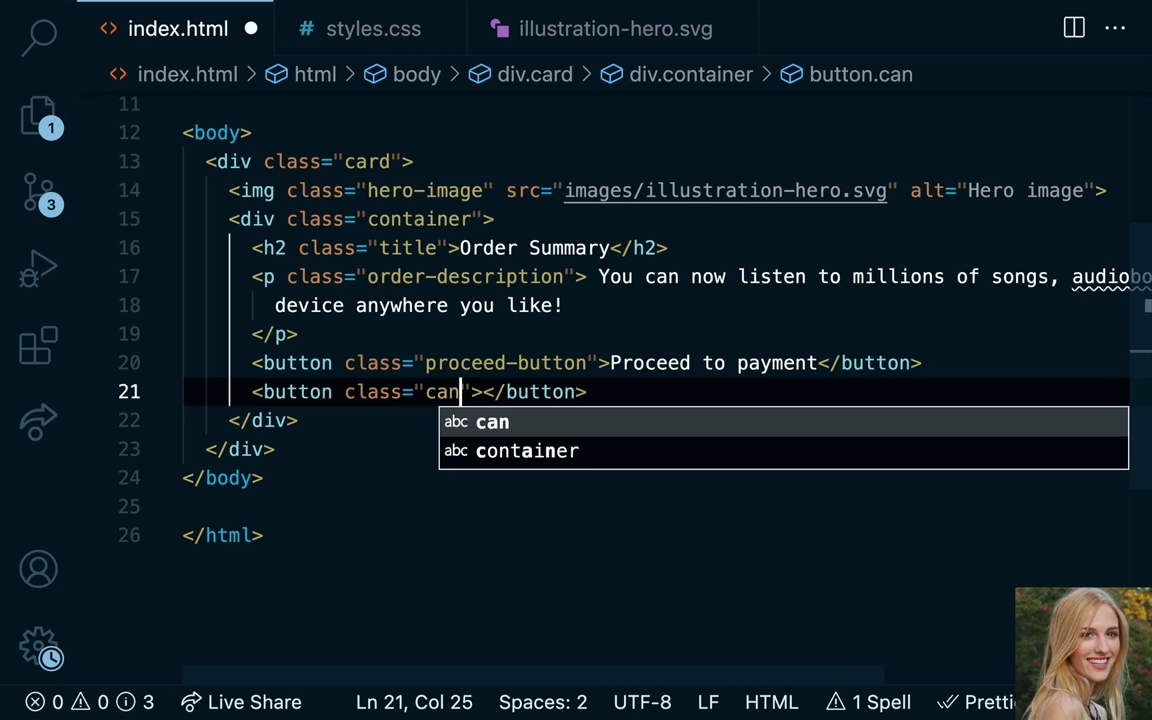 index.html styles.css illustration-hero.svg
index.html html body div.card div.container button.can
11
12 <body>
13 <div class="card">
14 <img class="hero-image" src="images/illustration-hero.svg" alt="Hero image">
15 <div class="container">
16 <h2 class="title">Order Summary</h2>
17 <p class="order-description"> You can now listen to millions of songs,
18 device anywhere you like!
19 </p>
20 <button class="proceed-button">Proceed to payment</button>
21 <button class="can"></button>
22 </div>
abc can
23 </div>
abc container
24 </body>
25
26 </html>
1
3
0 0 3 Live Share Ln 21, Col 25 Spaces: 2 UTF-8 LF HTML 1 Spell